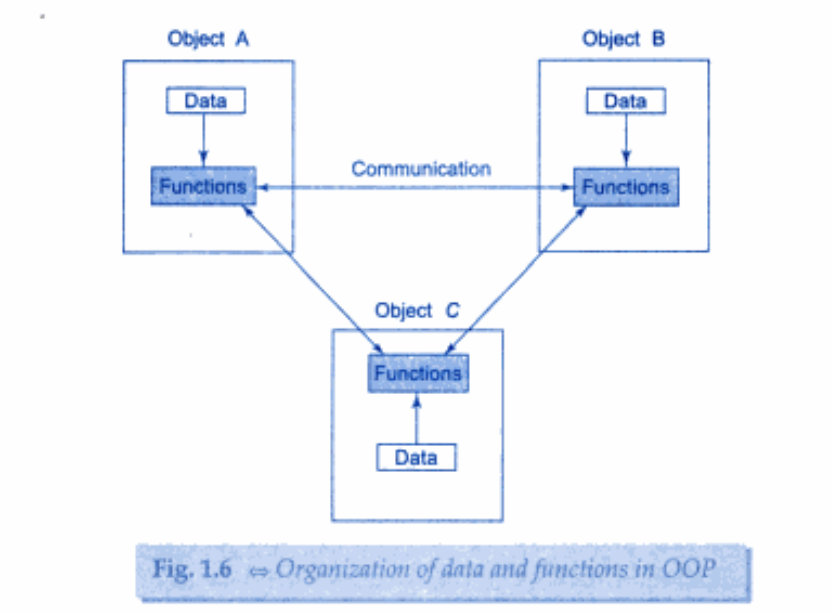 Object A
Object B
Data
Data
Communication
Functions
Functions
Object C
Functions
Data
Fig. 1.6 ⇔ Organization of data and functions in OOP